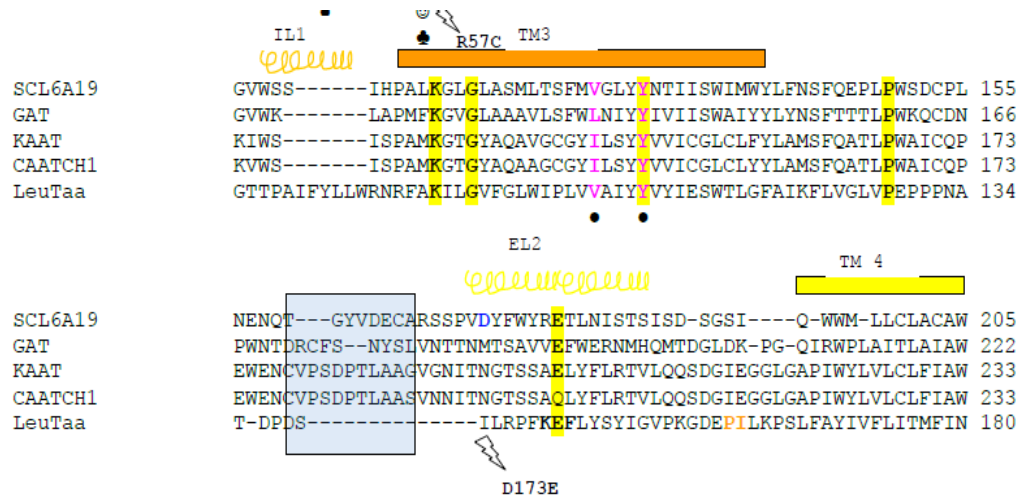 IL1 TM3
R57C
SCL6A19 GVWSS------IHPALKGLGLASMLTSFMVGLYYNTIISWIMWYLFNSFQEPLPWSDCPL 155
GAT GVWK-------LAPMFKGVGLAAAVLSFWLNIYYIVIISWAIYYLYNSFTTTLPWKQCDN 166
KAAT KIWS-------ISPAMKGTGYAQAVGCGYILSYYVVICGLCLFYLAMSFQATLPWAICQP 173
CAATCH1 KVWS-------ISPAMKGTGYAQAAGCGYILSYYVVICGLCLYYLAMSFQATLPWAICQP 173
LeuTaa GTTPAIFYLLWRNRFAKILGVFGLWIPLVVAIYYVYIESWTLGFAIKFLVGLVPEPPPNA 134
EL2
TM 4
SCL6A19 NENQT---GYVDECARSSPVDYFWYRETLNISTSISD-SGSI---Q-WWM-LLCLACAW 205
GAT PWNTDRCFS--NYSLVNTTNMTSAVVEFWERNMHQMTDGLDK-PG-QIRWPLAITLAIAW 222
KAAT EWENCVPSDPTLAAGVGNITNGTSSAELYFLRTVLQQSDGIEGGLGAPIWYLVLCLFIAW 233
CAATCH1 EWENCVPSDPTLAASVNNITNGTSSAQLYFLRTVLQQSDGIEGGLGAPIWYLVLCLFIAW 233
LeuTaa T-DPDS--------------ILRPFKEFLYSYIGVPKGDEPILKPSLFAYIVFLITMFIN 180
D173E